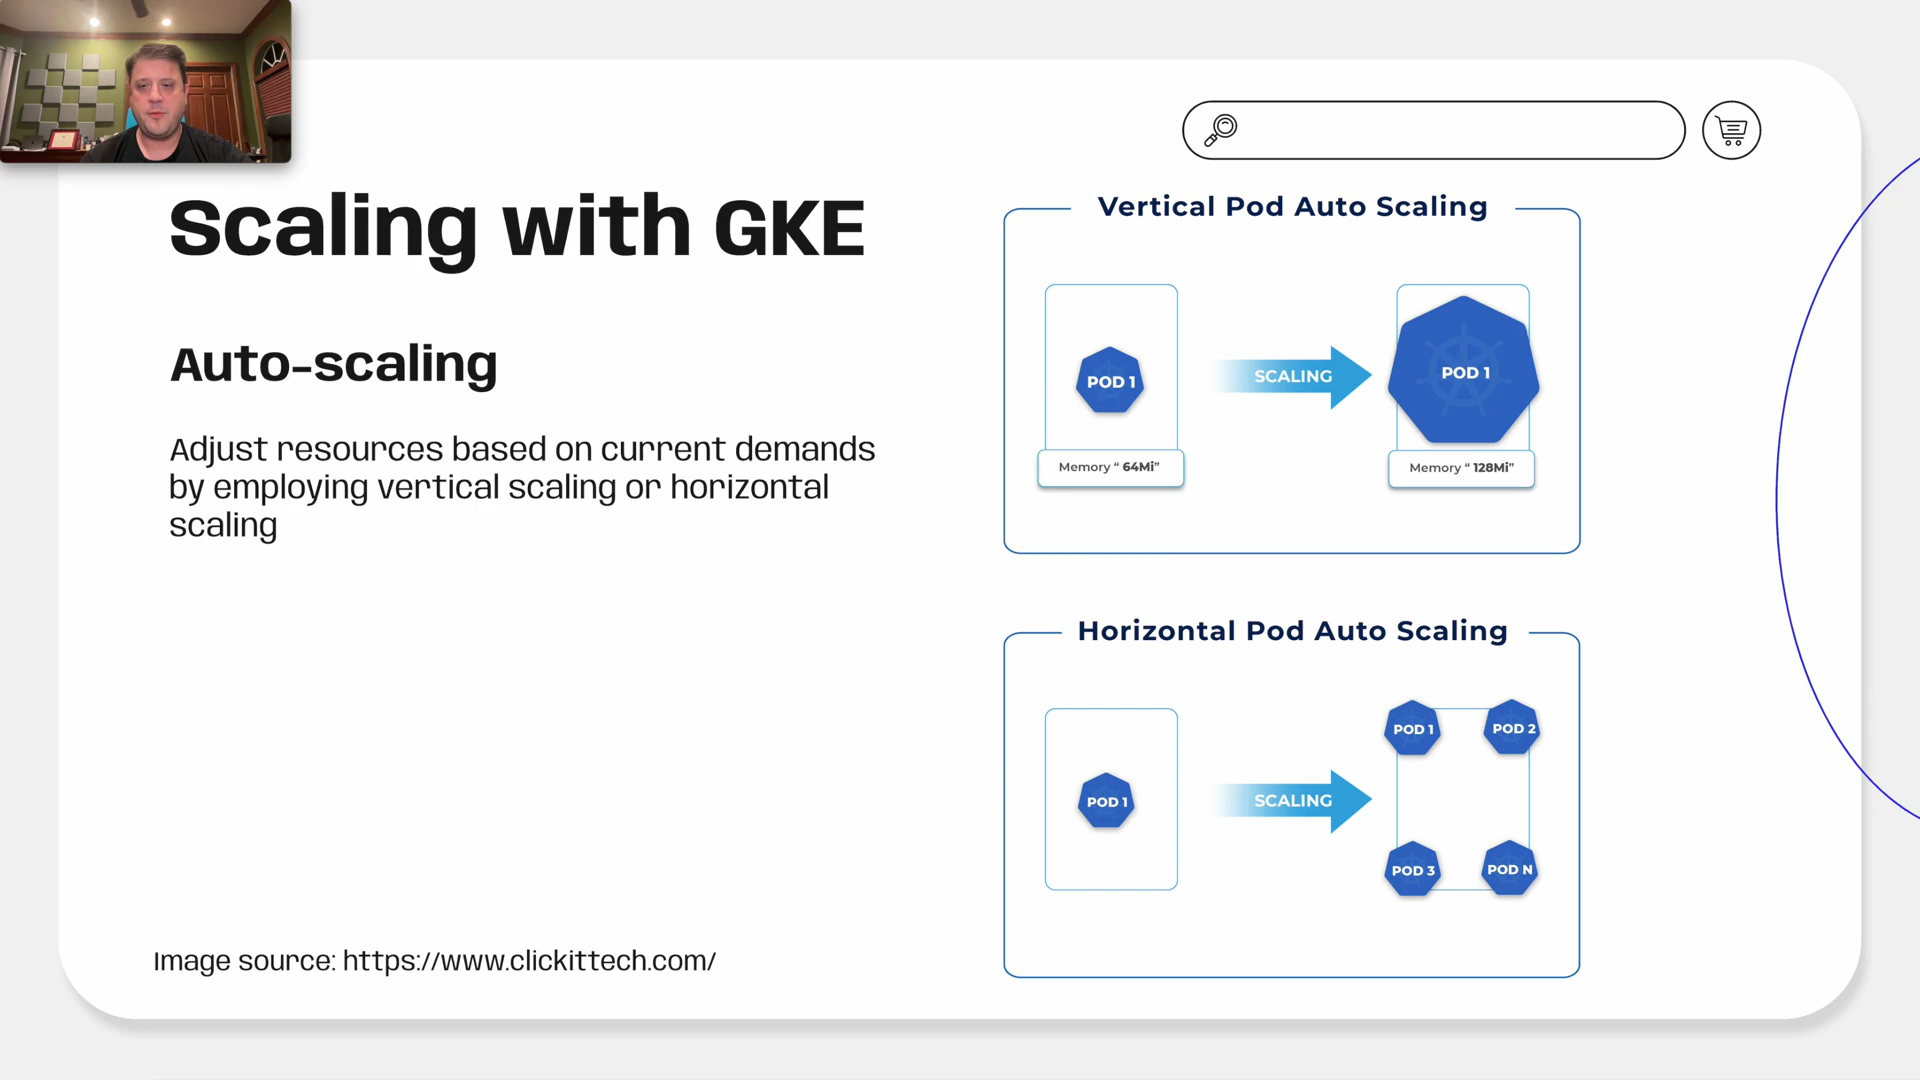 Scaling with GKE
Auto-scaling
Adjust resources based on current demands
by employing vertical scaling or horizontal
scaling
Image source: https://www.clickittech.com/
Vertical Pod Auto Scaling
POD 1
SCALING
POD 1
Memory “ 64Mi”
Memory “ 128Mi”
Horizontal Pod Auto Scaling
POD 1
SCALING
POD 1
POD 2
POD 3
POD N